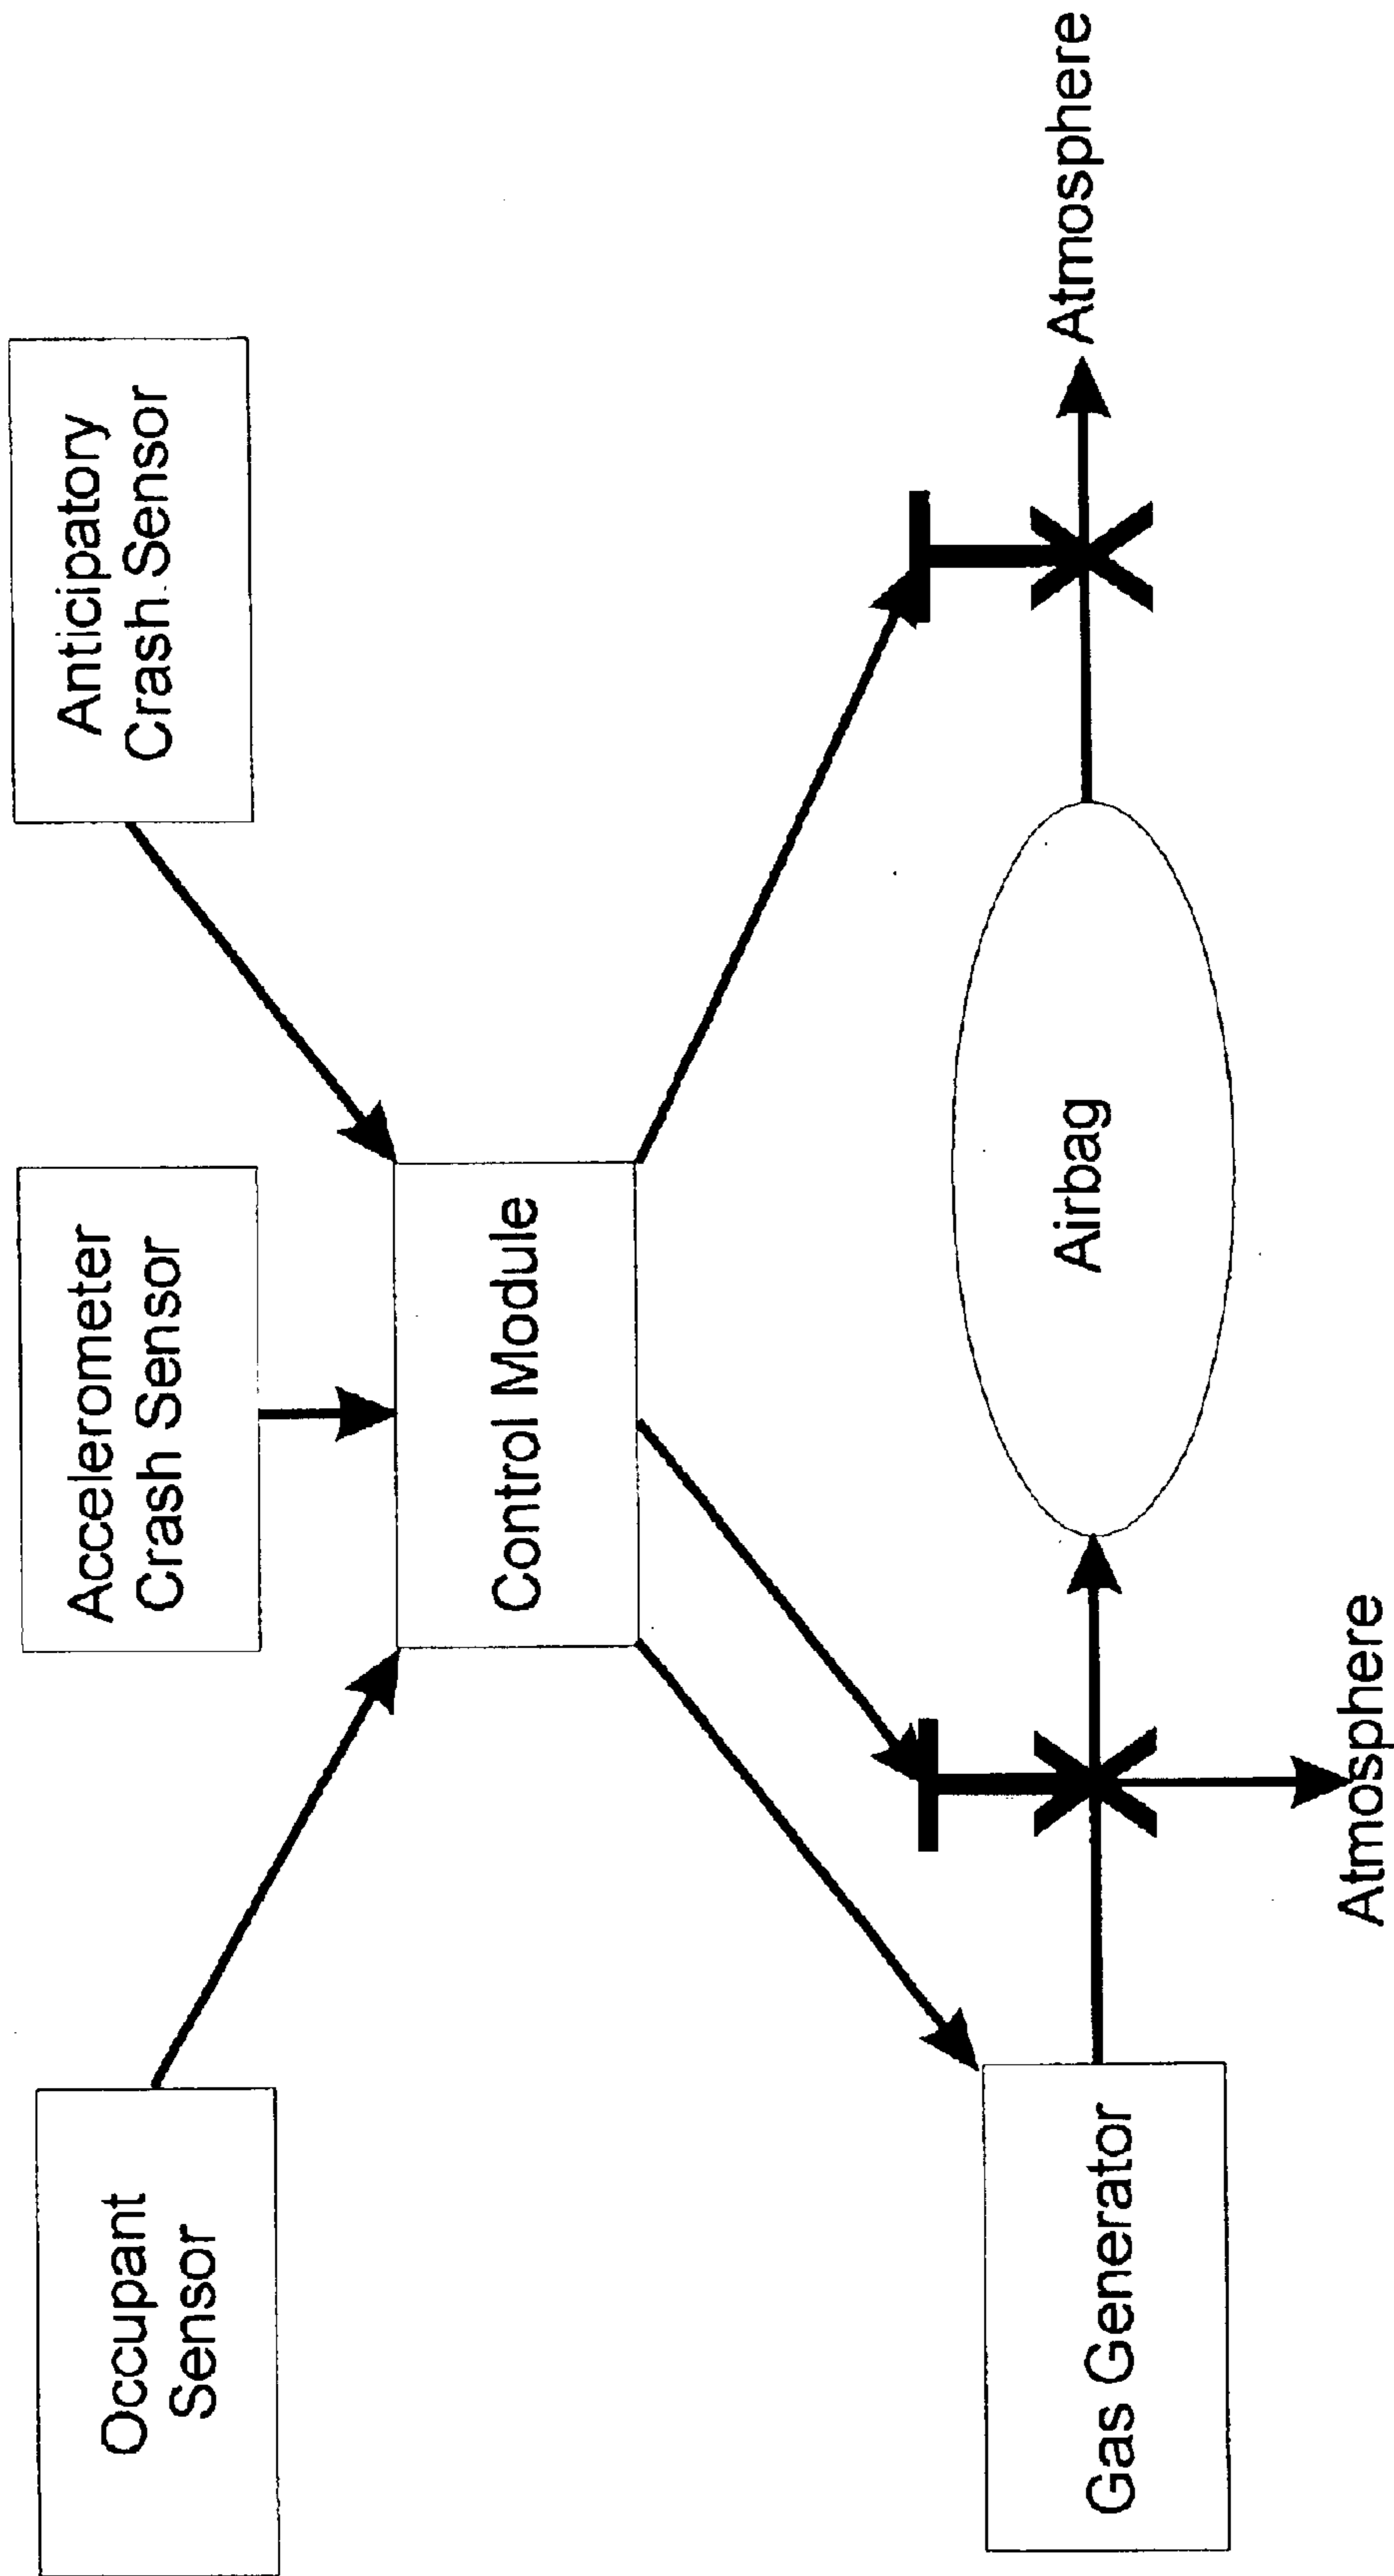 Occupant
Sensor
Accelerometer
Crash Sensor
Anticipatory
Crash Sensor
Control Module
Gas Generator
Airbag
Atmosphere
Atmosphere